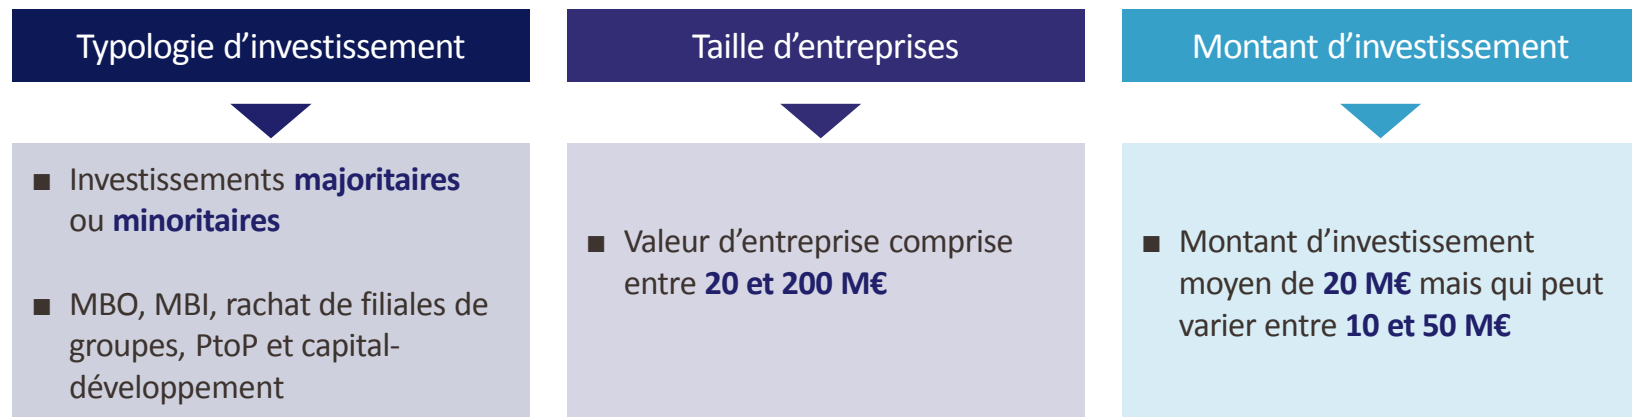 Typologie d’investissement
■ Investissements majoritaires
ou minoritaires
■ MBO, MBI, rachat de filiales de
groupes, PtoP et capital-
développement
Taille d’entreprises
■ Valeur d’entreprise comprise
entre 20 et 200 M€
Montant d’investissement
■ Montant d’investissement
moyen de 20 M€ mais qui peut
varier entre 10 et 50 M€